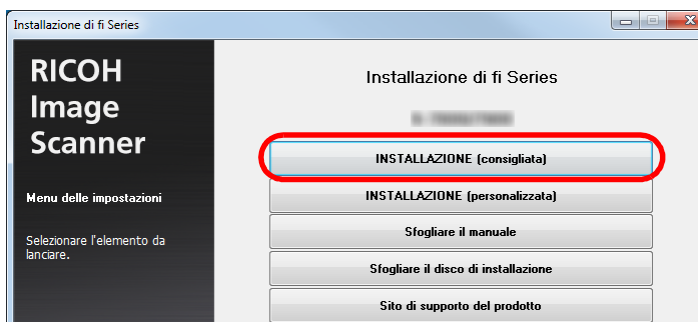 Installazione di fi Series
RICOH
Image
Scanner
Menu delle impostazioni
Selezionare l'elemento da
lanciare.
Installazione di fi Series
INSTALLAZIONE (consigliata)
INSTALLAZIONE (personalizzata)
Sfogliare il manuale
Sfogliare il disco di installazione
Sito di supporto del prodotto